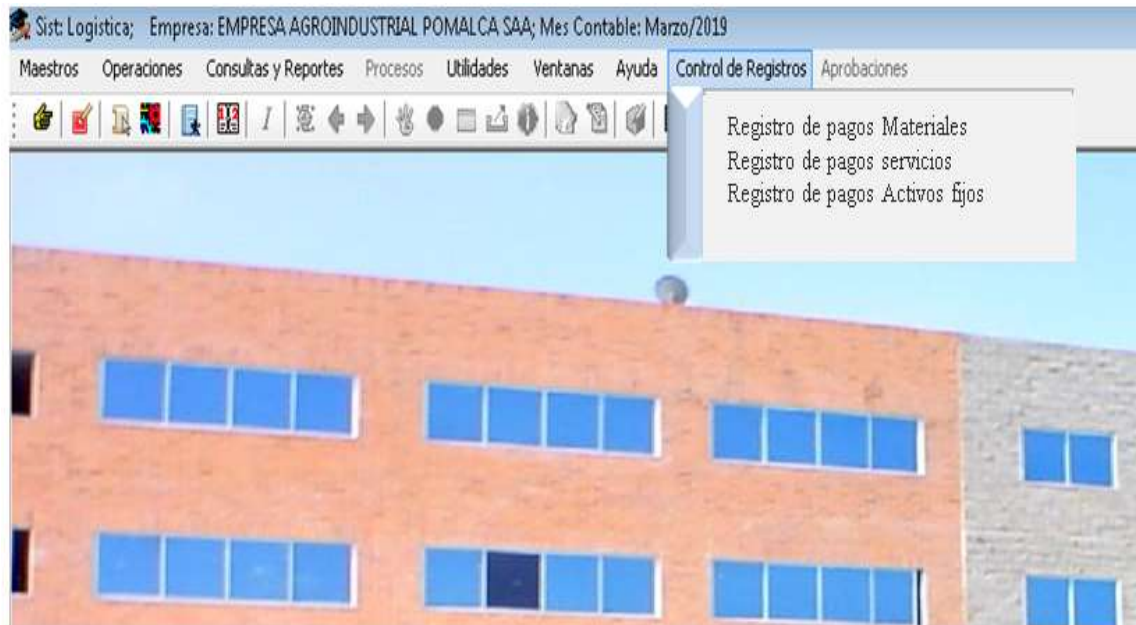 Sist: Logistica; Empresa: EMPRESA AGROINDUSTRIAL POMALCA SAA; Mes Contable: Marzo/2019
Maestros Operaciones Consultas y Reportes Procesos Utilidades Ventanas Ayuda Control de Registros Aprobaciones
Registro de pagos Materiales
Registro de pagos servicios
Registro de pagos Activos fijos